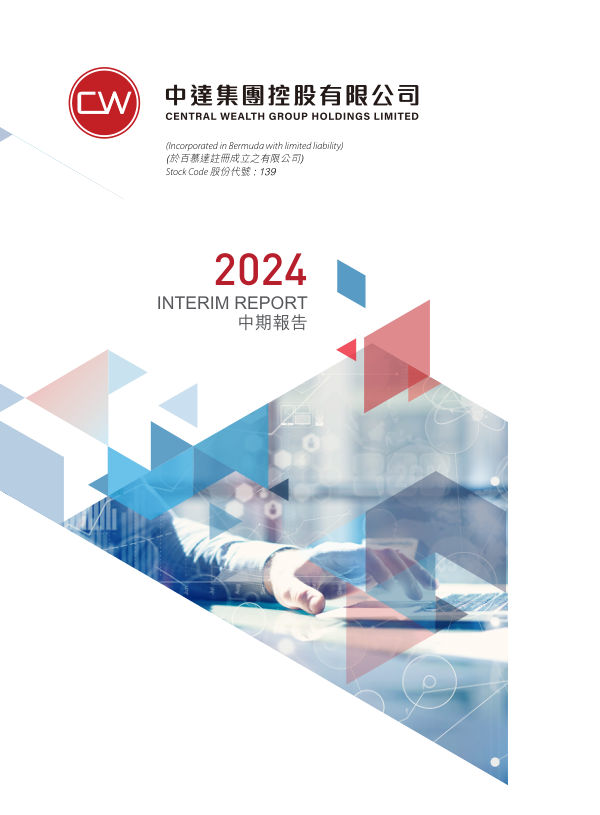 CW
中達集團控股有限公司
CENTRAL WEALTH GROUP HOLDINGS LIMITED
(Incorporated in Bermuda with limited liability)
(於百慕達註冊成立之有限公司)
Stock Code 股份代號：139
2024
INTERIM REPORT
中期報告